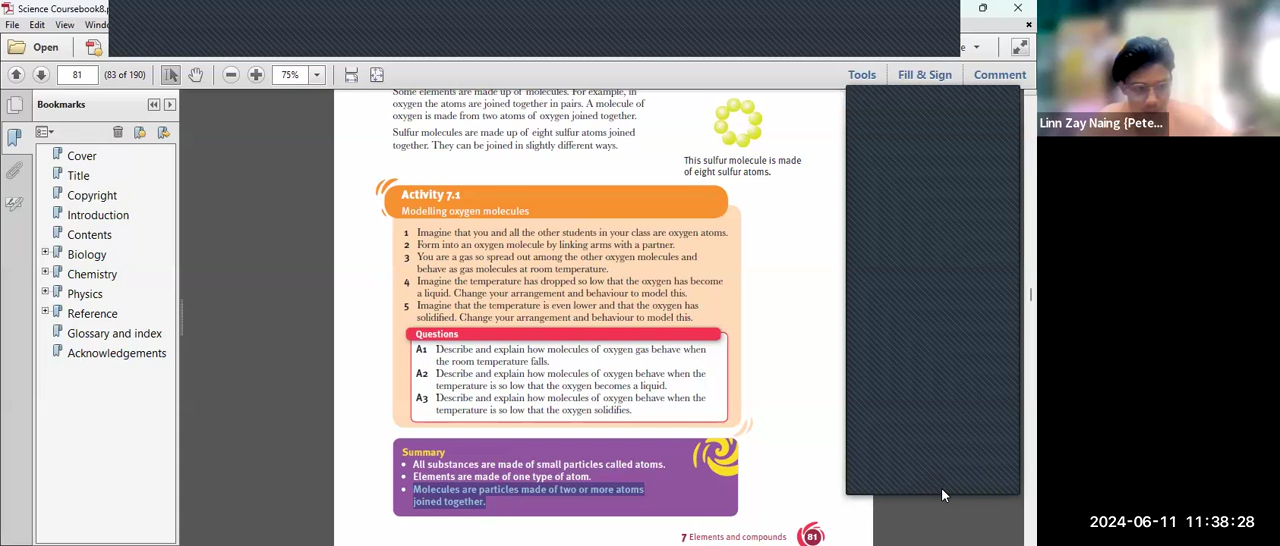 Science Coursebook8.p
File Edit View Windo
Open
81 (83 of 190) 75%
Tools Fill & Sign Comment
Bookmarks
Cover
Title
Copyright
Introduction
Contents
Biology
Chemistry
Physics
Reference
Glossary and index
Acknowledgements
Some elements are made up of molecules. For example, in
oxygen the atoms are joined together in pairs. A molecule of
oxygen is made from two atoms of oxygen joined together.
Sulfur molecules are made up of eight sulfur atoms joined
together. They can be joined in slightly different ways.
This sulfur molecule is made
of eight sulfur atoms.
Activity 7.1
Modelling oxygen molecules
1 Imagine that you and all the other students in your class are oxygen atoms.
2 Form into an oxygen molecule by linking arms with a partner.
3 You are a gas so spread out among the other oxygen molecules and
behave as gas molecules at room temperature.
4 Imagine the temperature has dropped so low that the oxygen has become
a liquid. Change your arrangement and behaviour to model this.
5 Imagine that the temperature is even lower and that the oxygen has
solidified. Change your arrangement and behaviour to model this.
Questions
A1 Describe and explain how molecules of oxygen gas behave when
the room temperature falls.
A2 Describe and explain how molecules of oxygen behave when the
temperature is so low that the oxygen becomes a liquid.
A3 Describe and explain how molecules of oxygen behave when the
temperature is so low that the oxygen solidifies.
Summary
• All substances are made of small particles called atoms.
• Elements are made of one type of atom.
• Molecules are particles made of two or more atoms
joined together.
7 Elements and compounds 81
Linn Zay Naing {Pete...
2024-06-11 11:38:28